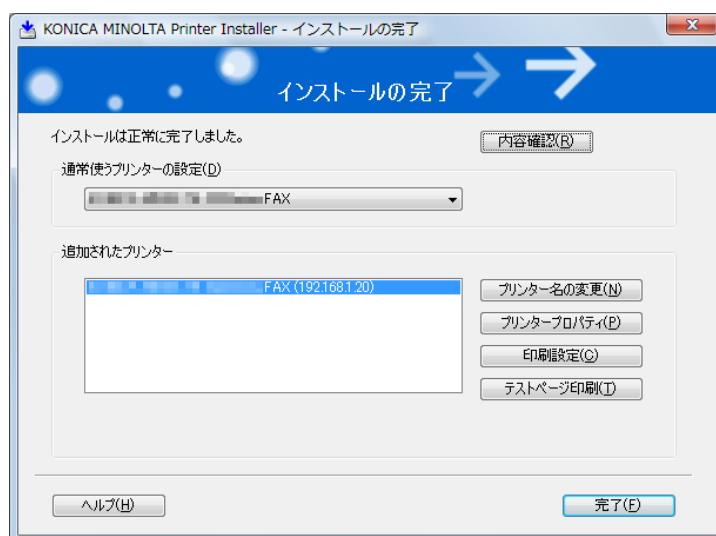 KONICA MINOLTA Printer Installer - インストールの完了
インストールの完了
インストールは正常に完了しました。
内容確認(R)
通常使うプリンターの設定(D)
FAX
追加されたプリンター
FAX (192.168.1.20)
プリンター名の変更(N)
プリンタープロパティ(P)
印刷設定(C)
テストページ印刷(T)
ヘルプ(H)
完了(F)